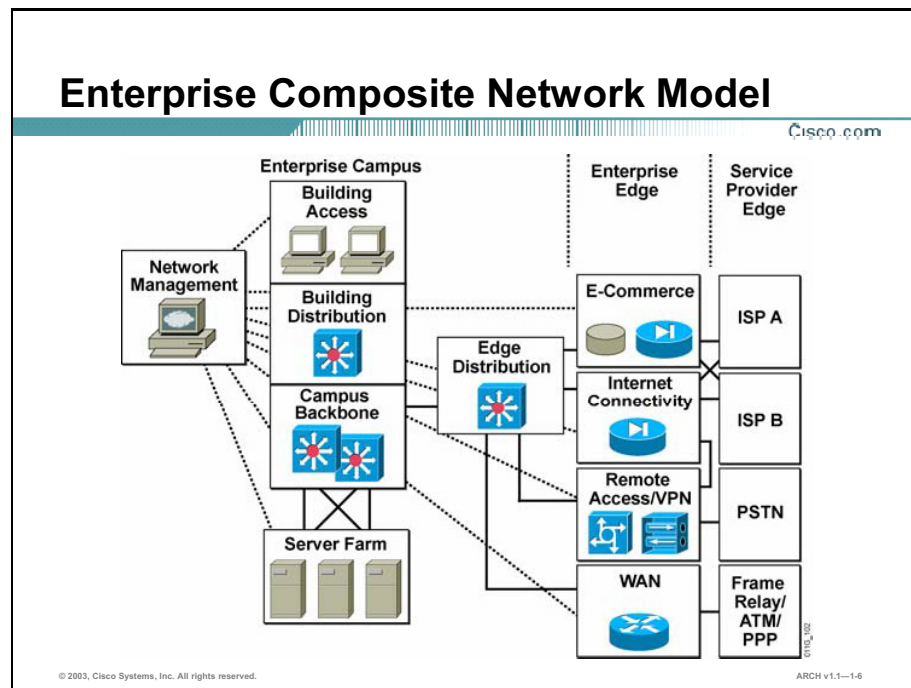 Enterprise Composite Network Model
Cisco.com
Enterprise Campus
Building
Access
Network
Management
Building
Distribution
Campus
Backbone
Server Farm
Edge
Distribution
Enterprise
Edge
E-Commerce
Internet
Connectivity
Remote
Access/VPN
WAN
Service
Provider
Edge
ISP A
ISP B
PSTN
Frame
Relay/
ATM/
PPP
011G_102
© 2003, Cisco Systems, Inc. All rights reserved.
ARCH v1.1—1-6